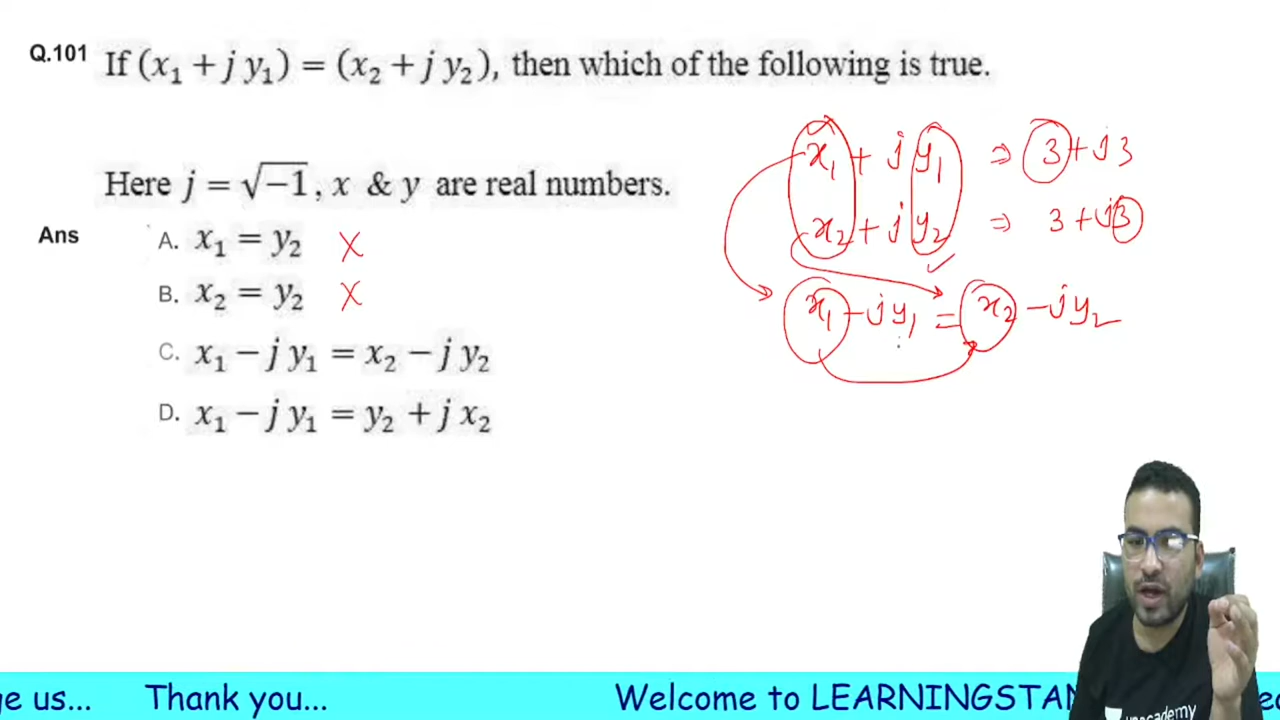 Q.101 If (x₁ + j y₁) = (x₂ + j y₂), then which of the following is true.
Here j = √−1, x & y are real numbers.
Ans
A. x₁ = y₂ X
B. x₂ = y₂ X
C. x₁ − j y₁ = x₂ − j y₂
D. x₁ − j y₁ = y₂ + j x₂
x₁ + j y₁ ⇒ 3 + j3
x₂ + j y₂ ⇒ 3 + j3
x₁ − j y₁ = x₂ − j y₂
us... Thank you... Welcome to